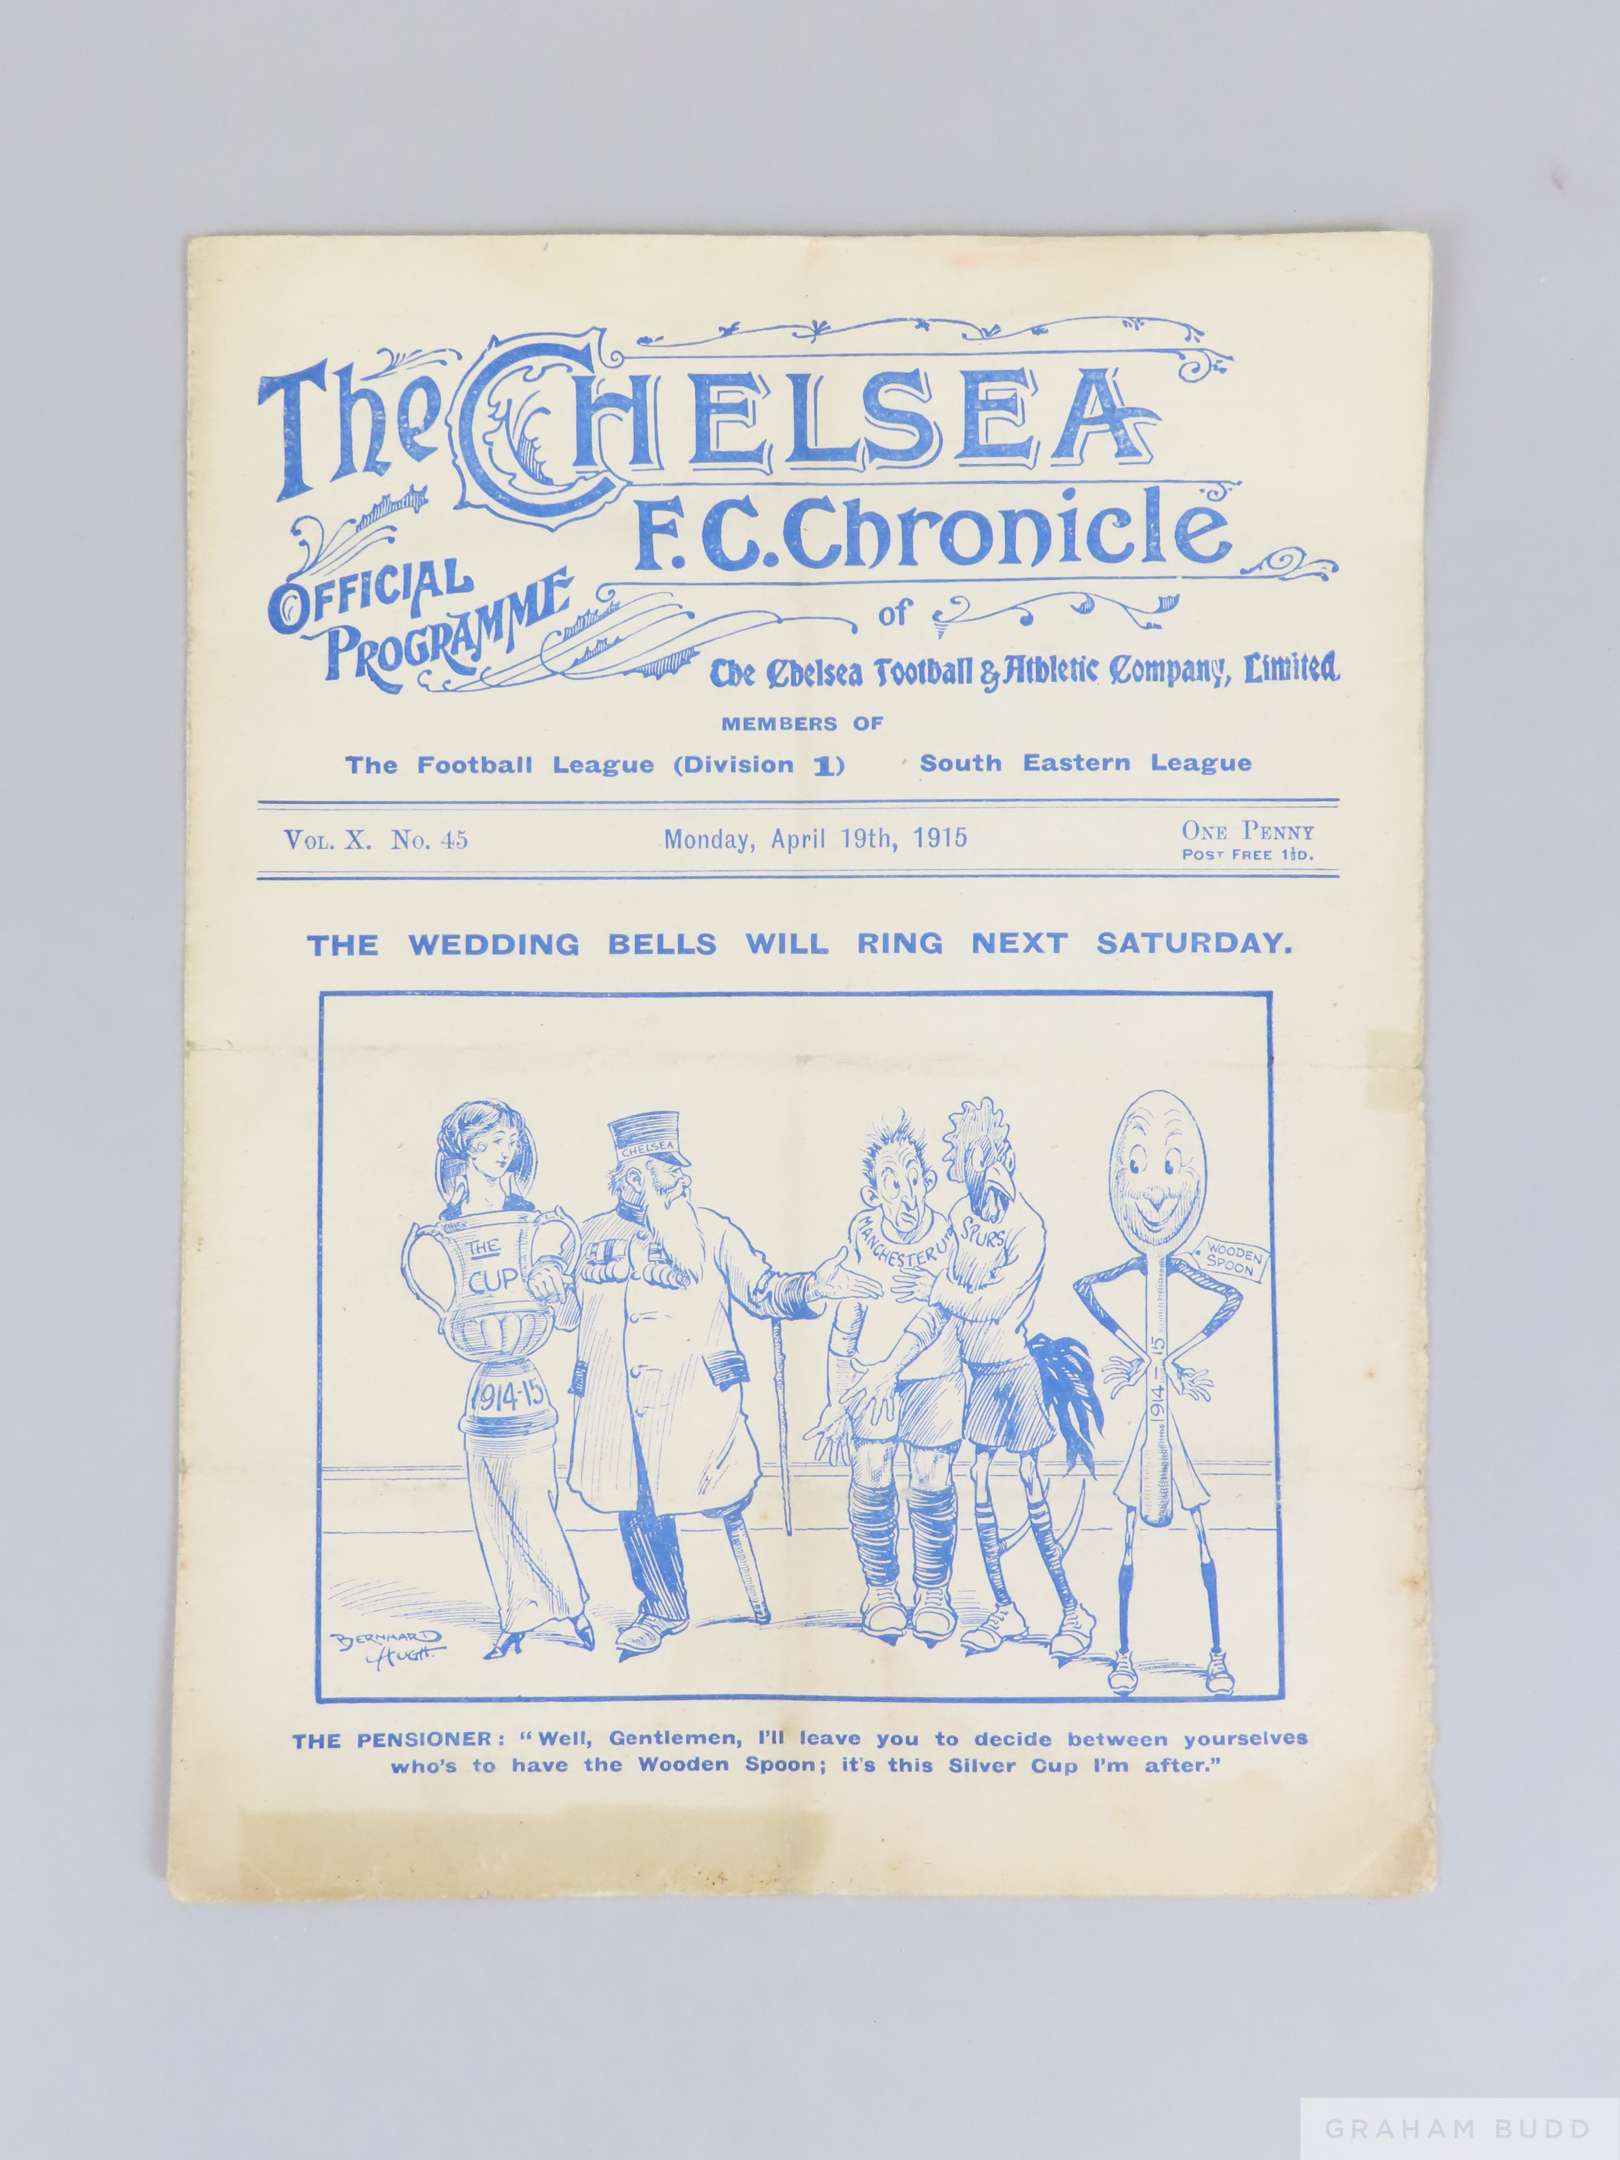 The CHELSEA
F.C. Chronicle
OFFICIAL
PROGRAMME
of
The Chelsea Football & Athletic Company, Limited.
MEMBERS OF
The Football League (Division 1) South Eastern League
VOL. X. No. 45 Monday, April 19th, 1915 ONE PENNY
POST FREE 1½D.
THE WEDDING BELLS WILL RING NEXT SATURDAY.
CHELSEA
THE
CUP
1914-15
MANCHESTER U
SPURS
WOODEN
SPOON
1914-15
BERNHARD
HUGH.
THE PENSIONER: "Well, Gentlemen, I'll leave you to decide between yourselves
who's to have the Wooden Spoon; it's this Silver Cup I'm after."
GRAHAM BUDD